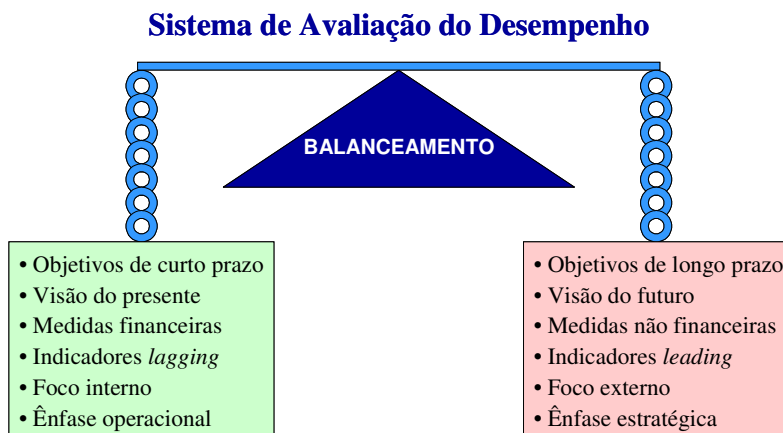 Sistema de Avaliação do Desempenho
BALANCEAMENTO
• Objetivos de curto prazo
• Visão do presente
• Medidas financeiras
• Indicadores lagging
• Foco interno
• Ênfase operacional
• Objetivos de longo prazo
• Visão do futuro
• Medidas não financeiras
• Indicadores leading
• Foco externo
• Ênfase estratégica